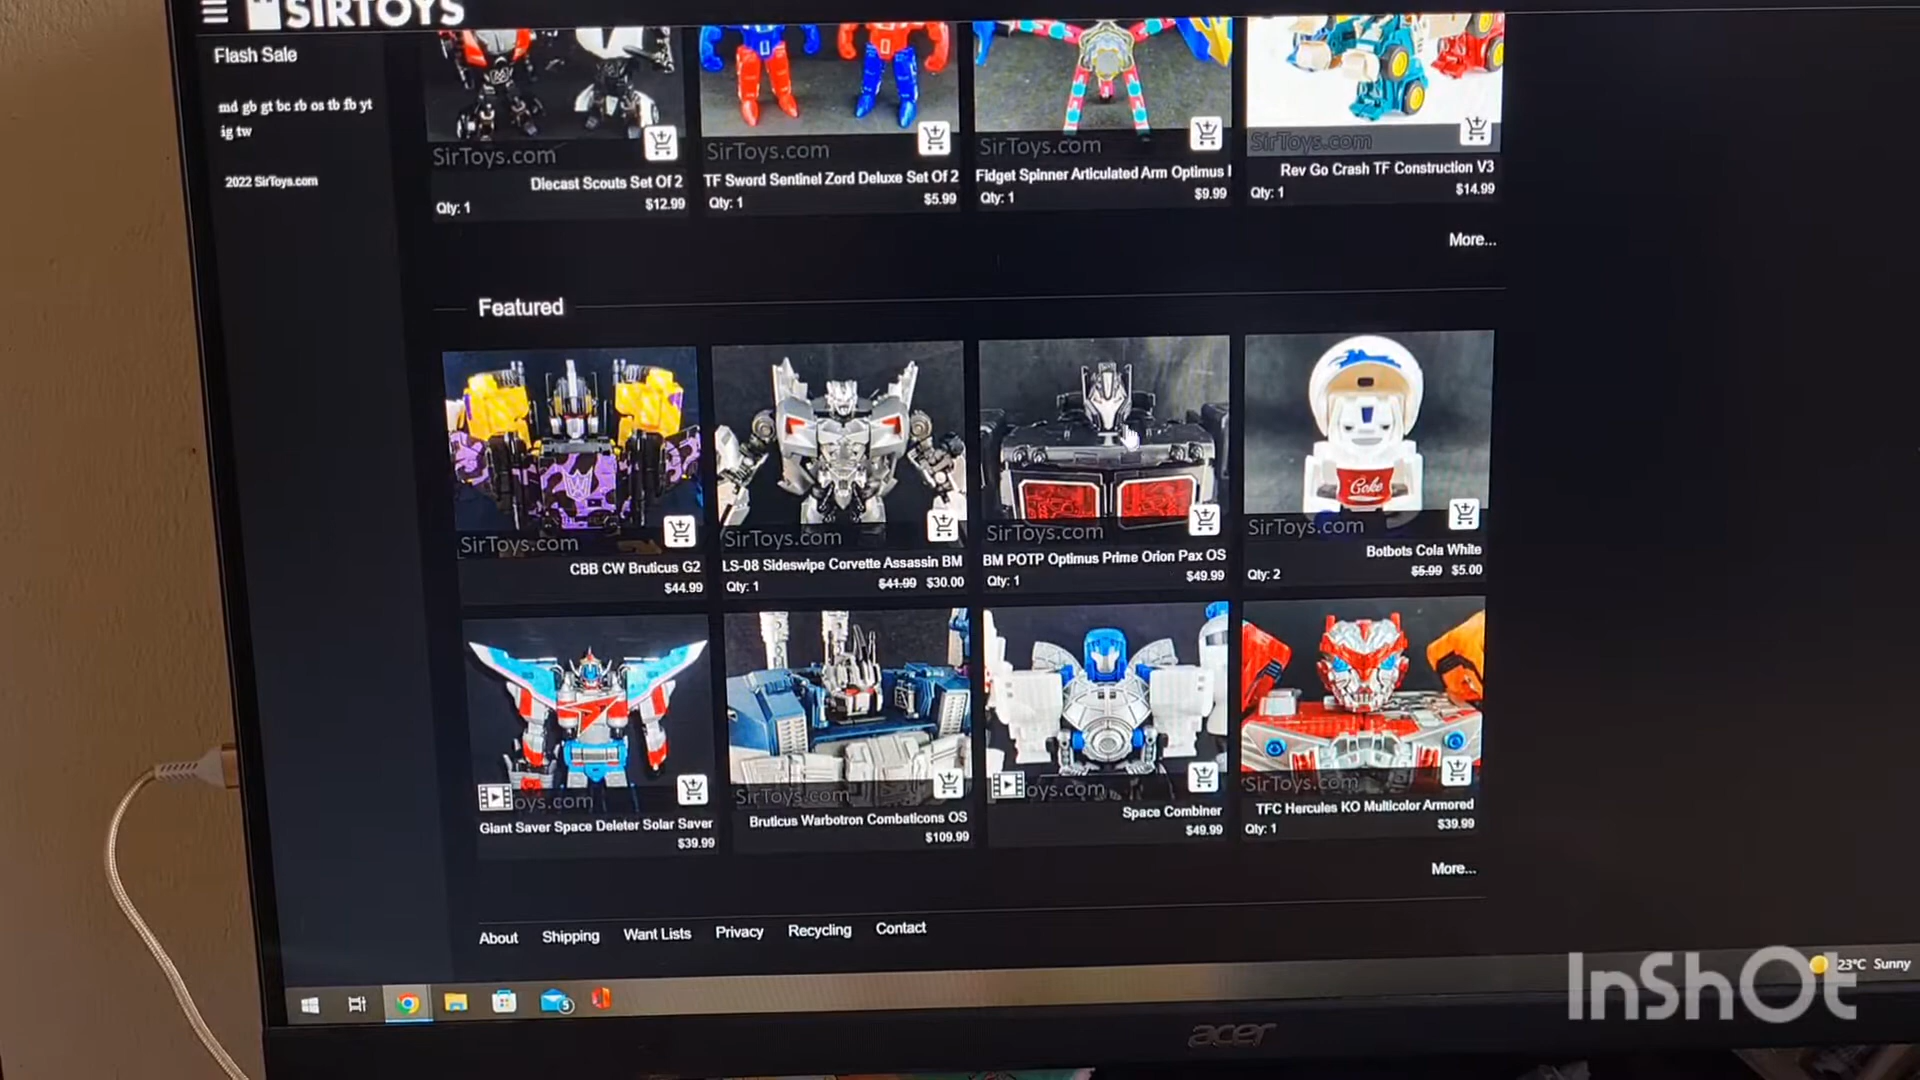 SIRTOYS
Flash Sale
md gb gt bc rb os tb fb yt
ig tw
2022 SirToys.com
SirToys.com
Diecast Scouts Set Of 2
Qty: 1 $12.99
SirToys.com
TF Sword Sentinel Zord Deluxe Set Of 2
Qty: 1 $5.99
SirToys.com
Fidget Spinner Articulated Arm Optimus
Qty: 1 $9.99
SirToys.com
Rev Go Crash TF Construction V3
Qty: 1 $14.99
More...
Featured
SirToys.com
CBB CW Bruticus G2
$44.99
SirToys.com
LS-08 Sideswipe Corvette Assassin BM
Qty: 1 $41.99 $30.00
SirToys.com
BM POTP Optimus Prime Orion Pax OS
Qty: 1 $49.99
Coke
SirToys.com
Botbots Cola White
Qty: 2 $5.99 $5.00
oys.com
Giant Saver Space Deleter Solar Saver
$39.99
SirToys.com
Bruticus Warbotron Combaticons OS
$109.99
oys.com
Space Combiner
$49.99
SirToys.com
TFC Hercules KO Multicolor Armored
Qty: 1 $39.99
More...
About Shipping Want Lists Privacy Recycling Contact
5
23°C Sunny
InShOt
acer